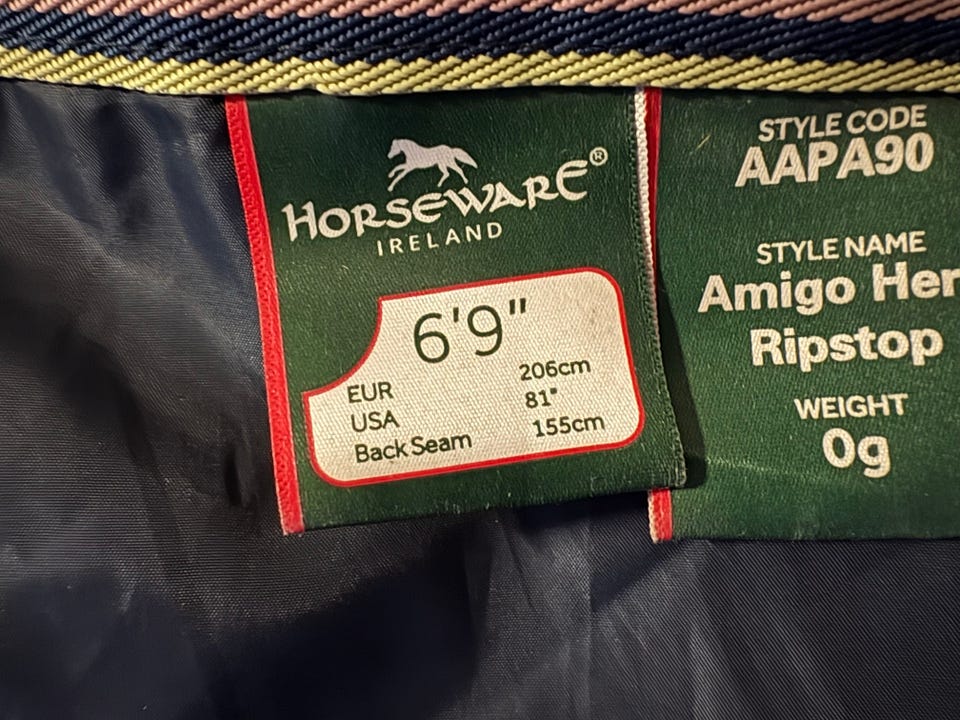 HORSEWARE®
IRELAND
6'9"
EUR 206cm
USA 81"
Back Seam 155cm
STYLE CODE
AAPA90
STYLE NAME
Amigo
Ripstop
WEIGHT
0g